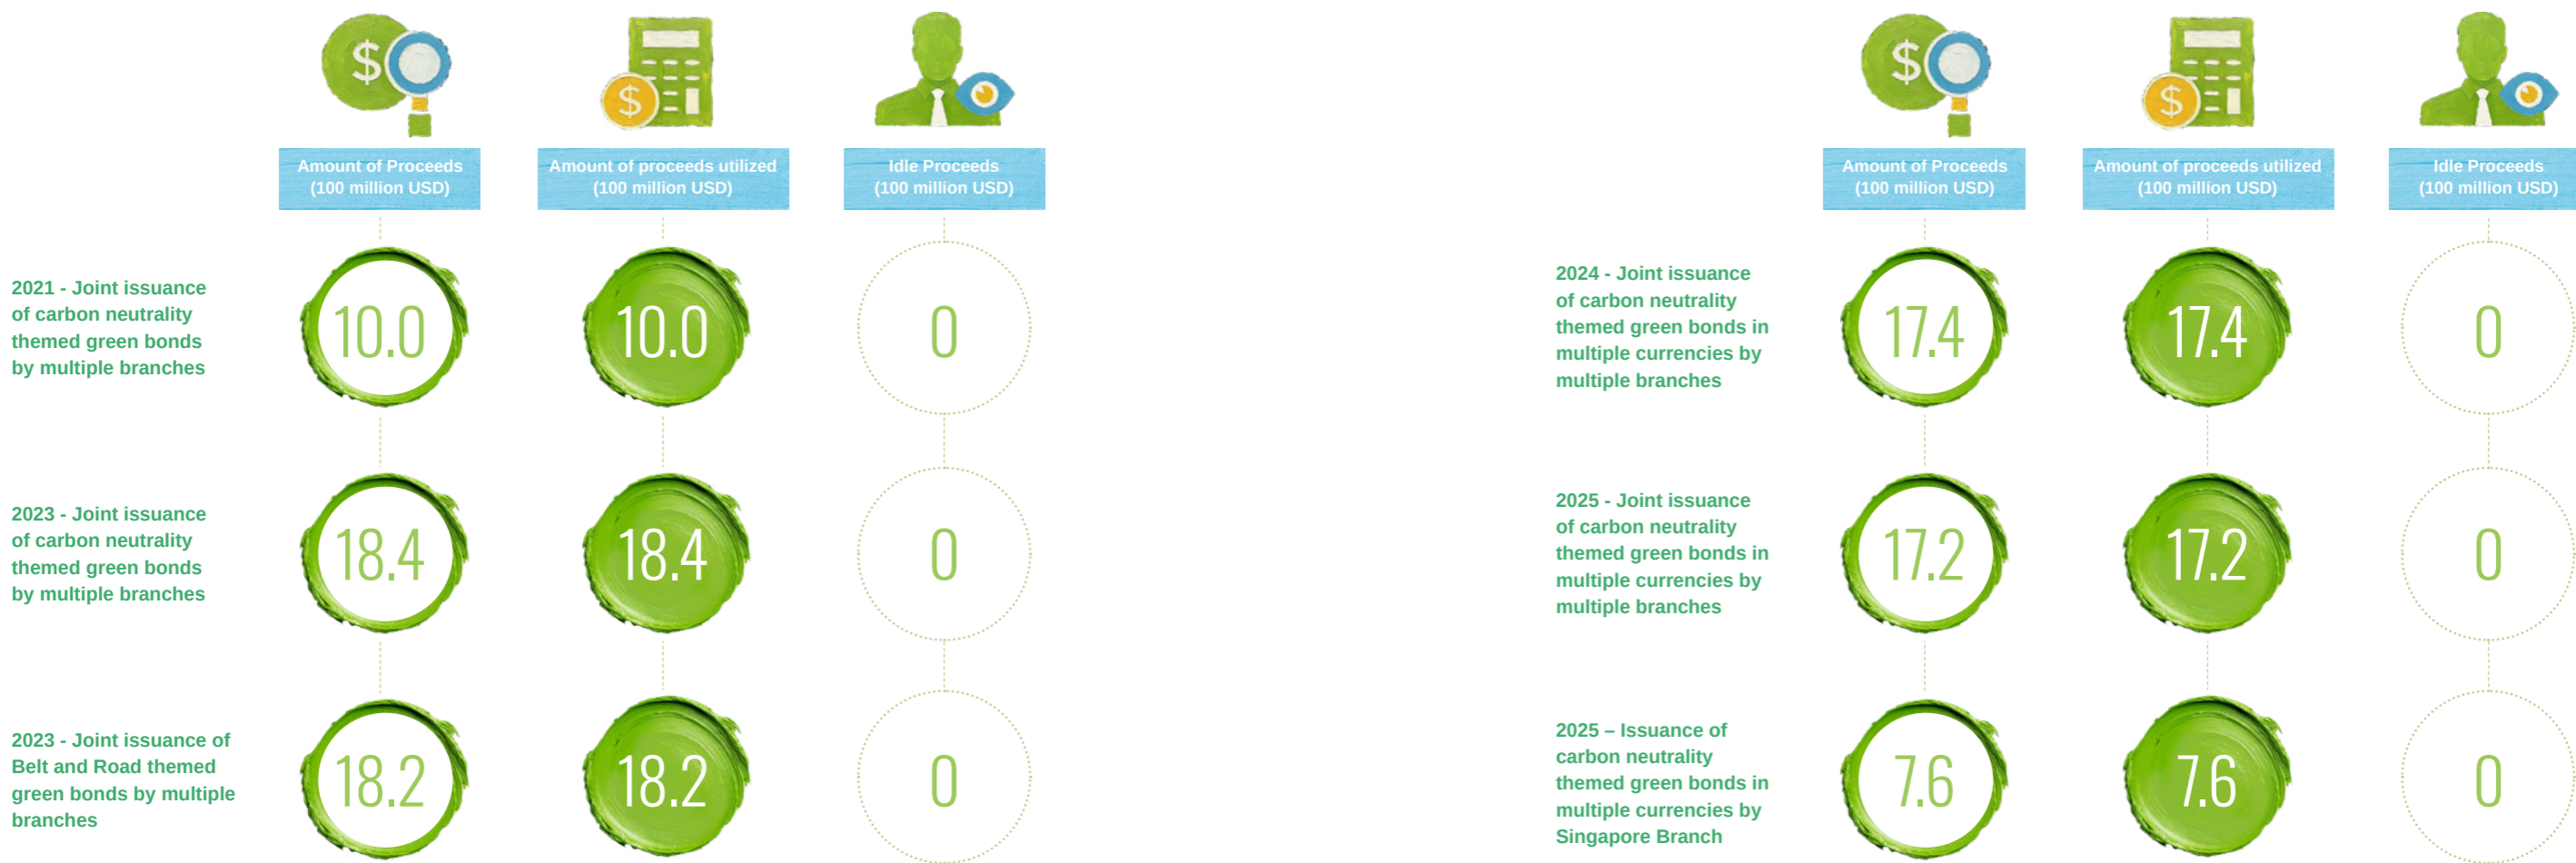 $
$
Amount of Proceeds
(100 million USD)
Amount of proceeds utilized
(100 million USD)
Idle Proceeds
(100 million USD)
2021 - Joint issuance
of carbon neutrality
themed green bonds
by multiple branches
10.0
10.0
0
2023 - Joint issuance
of carbon neutrality
themed green bonds
by multiple branches
18.4
18.4
0
2023 - Joint issuance of
Belt and Road themed
green bonds by multiple
branches
18.2
18.2
0
$
$
Amount of Proceeds
(100 million USD)
Amount of proceeds utilized
(100 million USD)
Idle Proceeds
(100 million USD)
2024 - Joint issuance
of carbon neutrality
themed green bonds in
multiple currencies by
multiple branches
17.4
17.4
0
2025 - Joint issuance
of carbon neutrality
themed green bonds in
multiple currencies by
multiple branches
17.2
17.2
0
2025 – Issuance of
carbon neutrality
themed green bonds in
multiple currencies by
Singapore Branch
7.6
7.6
0